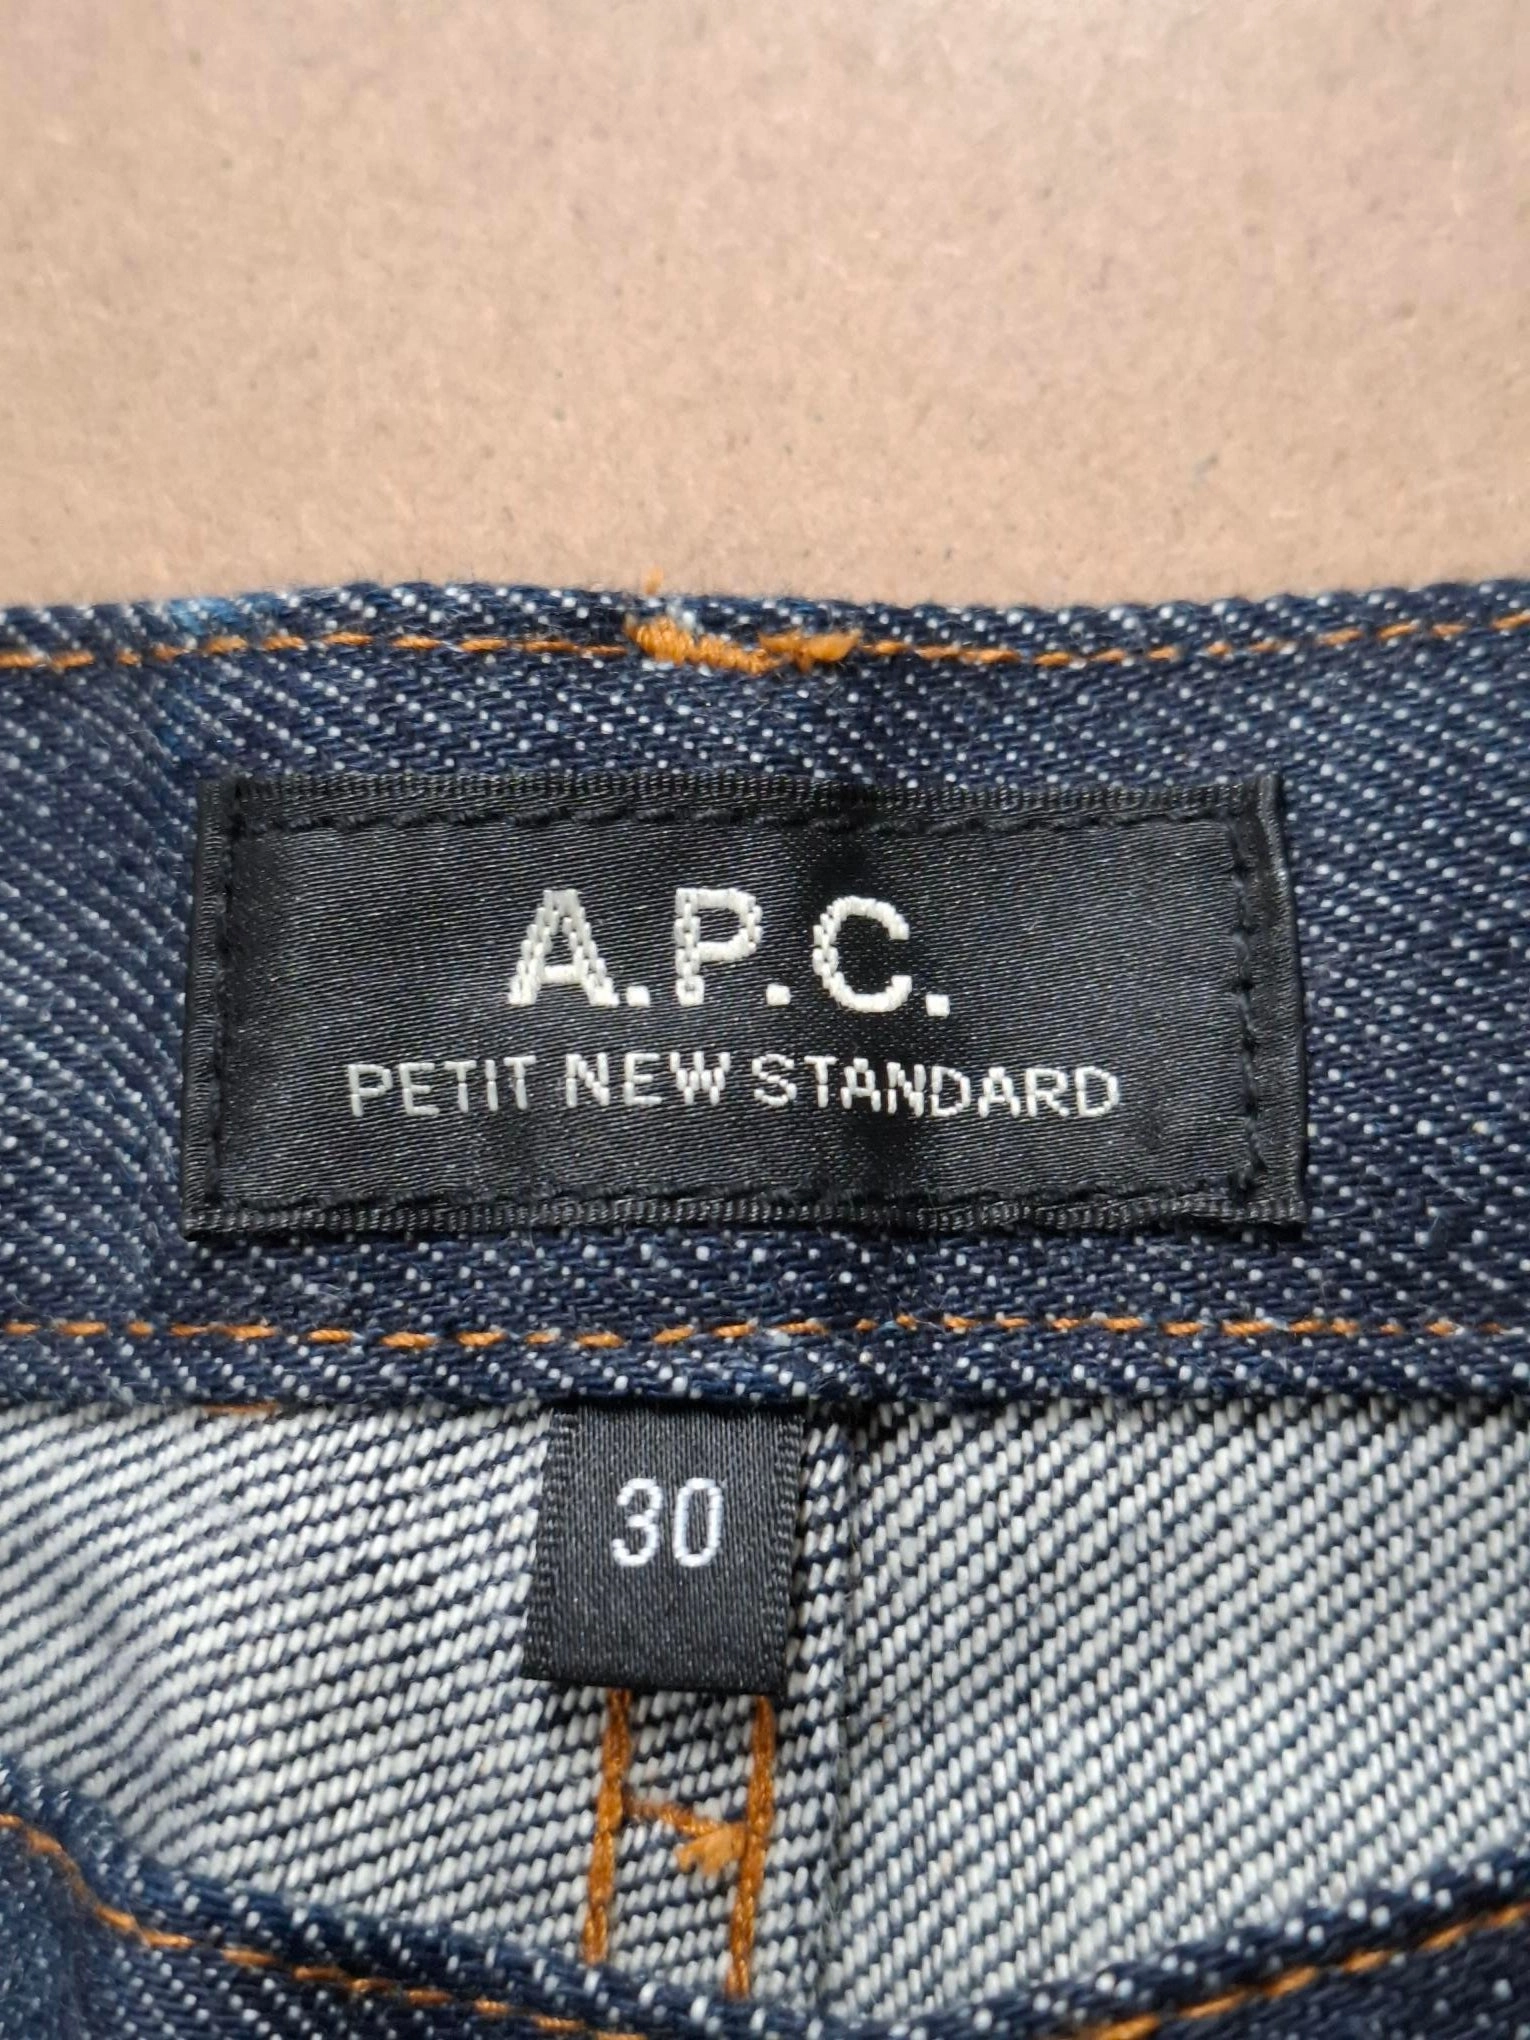 A.P.C.
PETIT NEW STANDARD
30